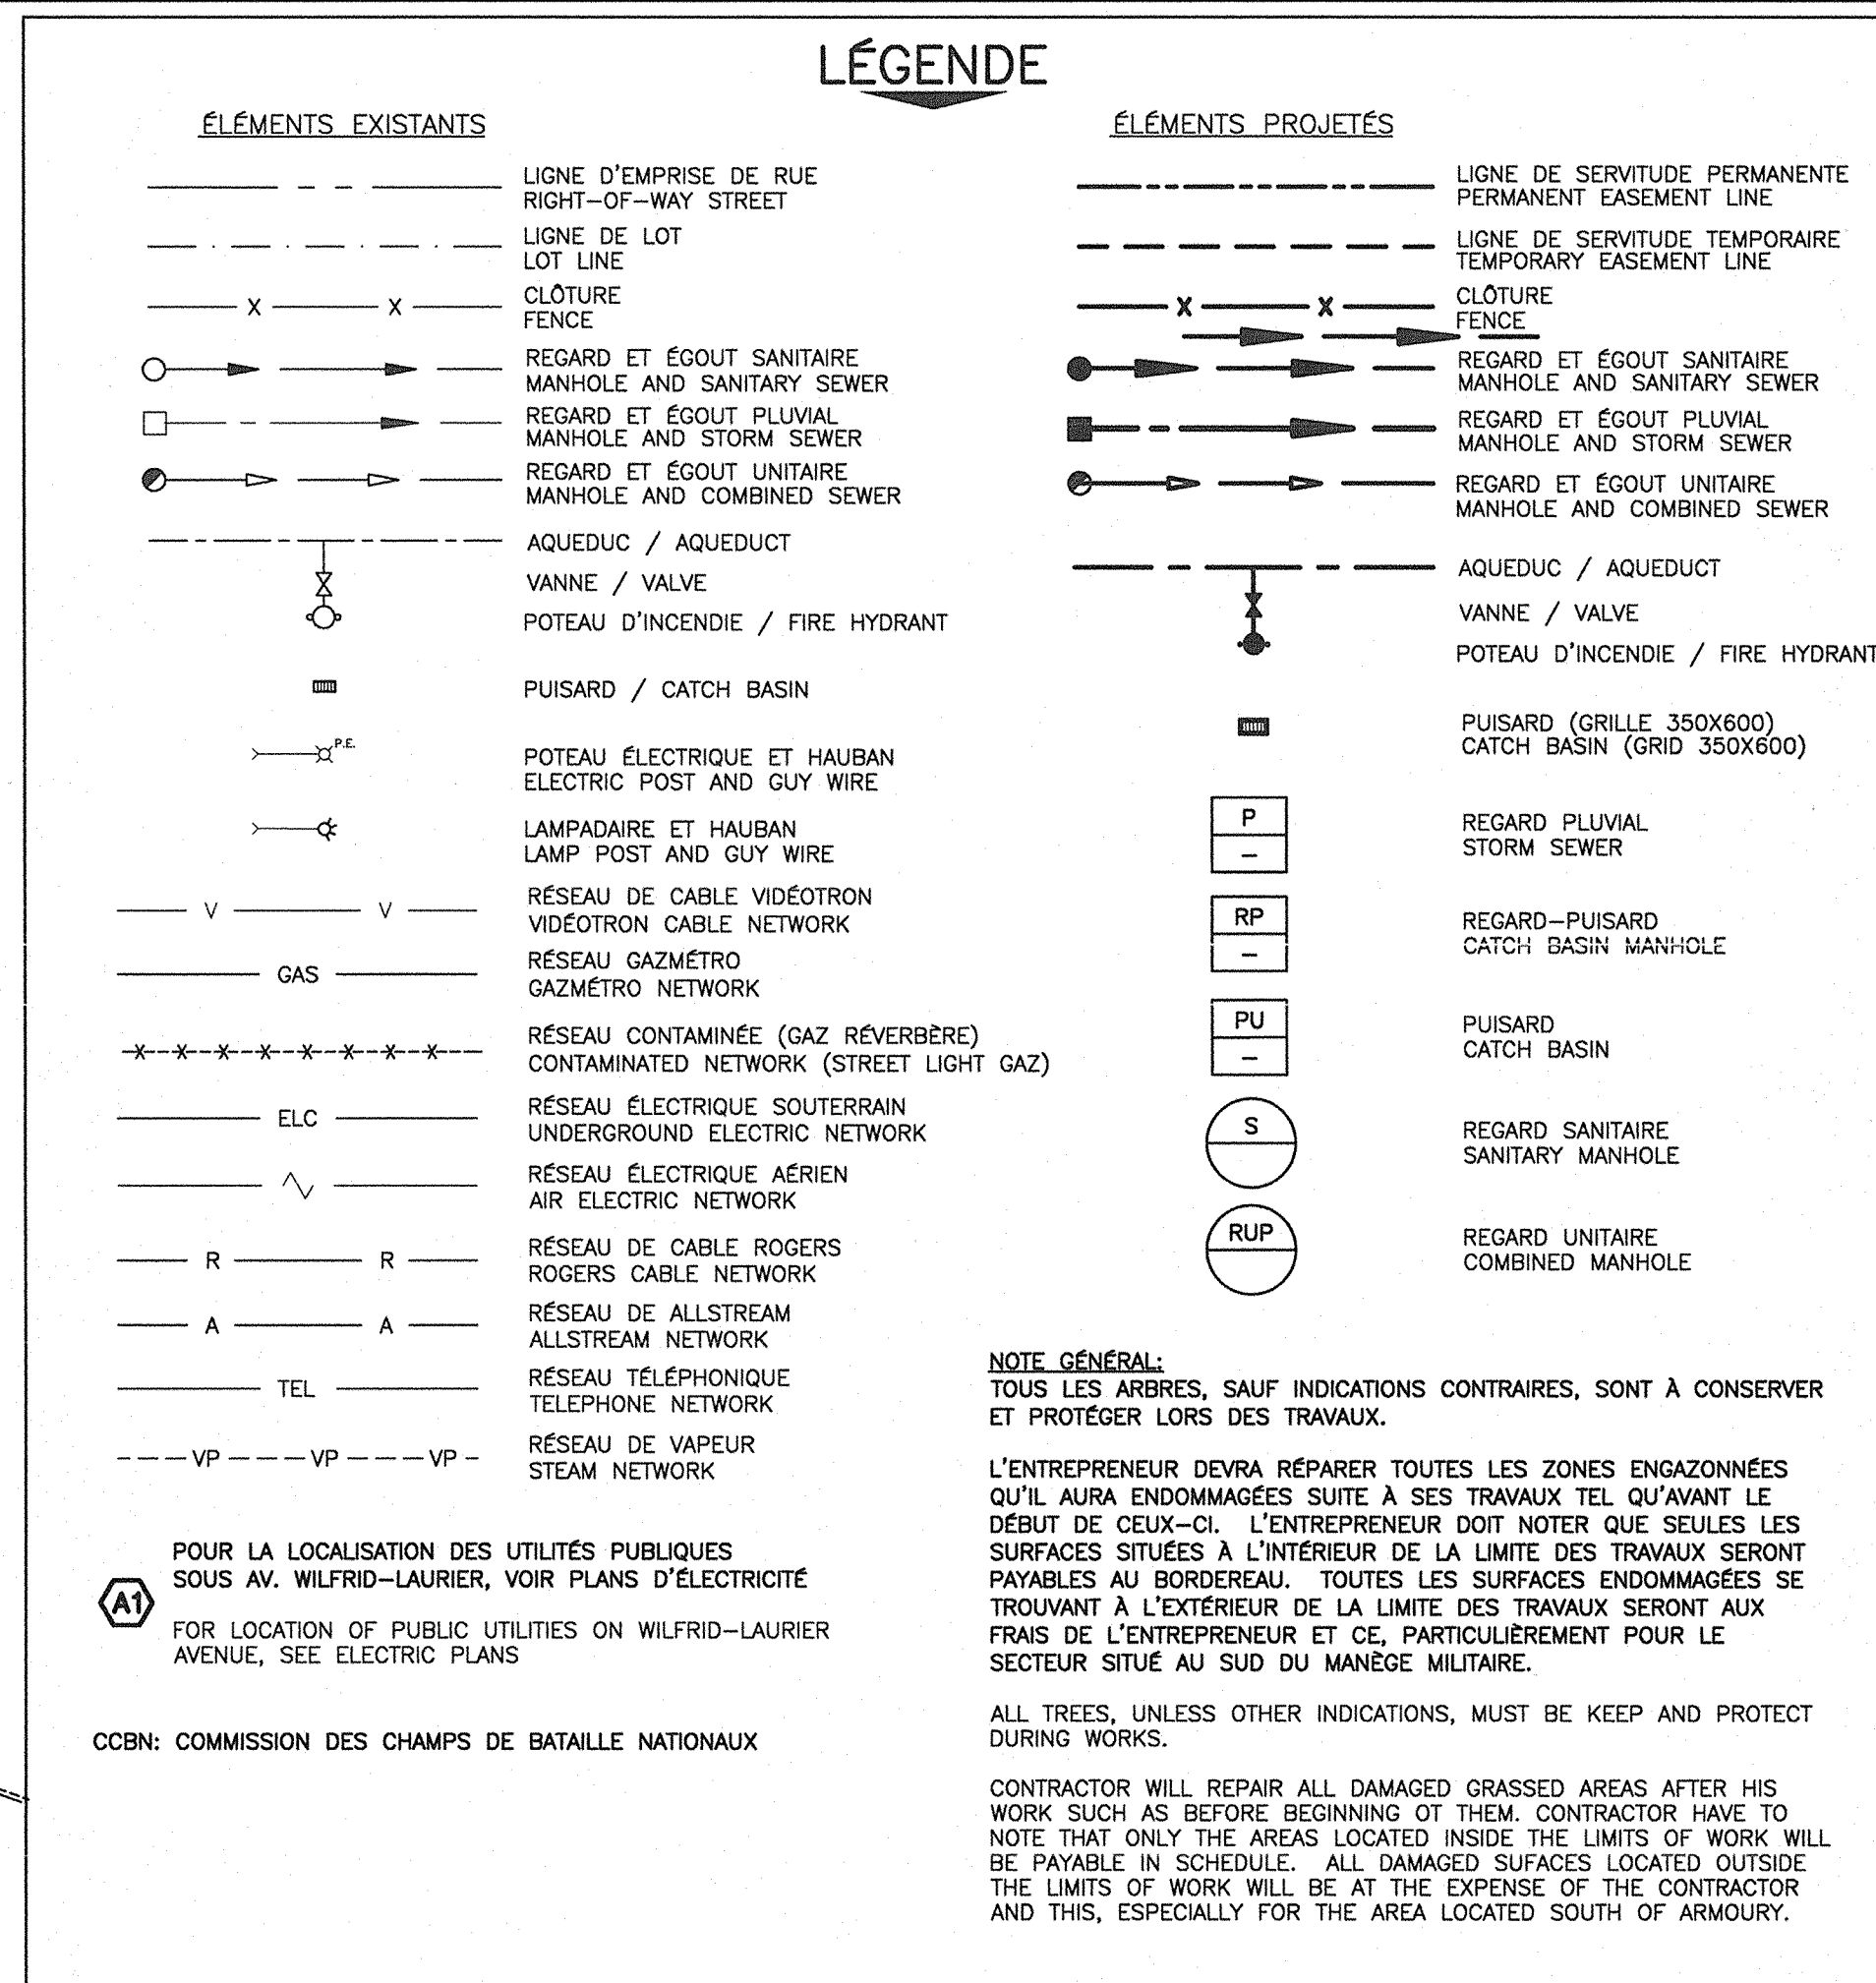 LÉGENDE
ÉLÉMENTS EXISTANTS
LIGNE D'EMPRISE DE RUE
RIGHT-OF-WAY STREET
LIGNE DE LOT
LOT LINE
X X
CLÔTURE
FENCE
REGARD ET ÉGOUT SANITAIRE
MANHOLE AND SANITARY SEWER
REGARD ET ÉGOUT PLUVIAL
MANHOLE AND STORM SEWER
REGARD ET ÉGOUT UNITAIRE
MANHOLE AND COMBINED SEWER
AQUEDUC / AQUEDUCT
VANNE / VALVE
POTEAU D'INCENDIE / FIRE HYDRANT
PUISARD / CATCH BASIN
P.E.
POTEAU ÉLECTRIQUE ET HAUBAN
ELECTRIC POST AND GUY WIRE
LAMPADAIRE ET HAUBAN
LAMP POST AND GUY WIRE
V V
RÉSEAU DE CABLE VIDÉOTRON
VIDÉOTRON CABLE NETWORK
GAS
RÉSEAU GAZMÉTRO
GAZMÉTRO NETWORK
RÉSEAU CONTAMINÉE (GAZ RÉVERBÈRE)
CONTAMINATED NETWORK (STREET LIGHT GAZ)
ELC
RÉSEAU ÉLECTRIQUE SOUTERRAIN
UNDERGROUND ELECTRIC NETWORK
RÉSEAU ÉLECTRIQUE AÉRIEN
AIR ELECTRIC NETWORK
R R
RÉSEAU DE CABLE ROGERS
ROGERS CABLE NETWORK
A A
RÉSEAU DE ALLSTREAM
ALLSTREAM NETWORK
TEL
RÉSEAU TÉLÉPHONIQUE
TELEPHONE NETWORK
VP VP VP
RÉSEAU DE VAPEUR
STEAM NETWORK
A1
POUR LA LOCALISATION DES UTILITÉS PUBLIQUES
SOUS AV. WILFRID-LAURIER, VOIR PLANS D'ÉLECTRICITÉ
FOR LOCATION OF PUBLIC UTILITIES ON WILFRID-LAURIER
AVENUE, SEE ELECTRIC PLANS
CCBN: COMMISSION DES CHAMPS DE BATAILLE NATIONAUX
ÉLÉMENTS PROJETÉS
LIGNE DE SERVITUDE PERMANENTE
PERMANENT EASEMENT LINE
LIGNE DE SERVITUDE TEMPORAIRE
TEMPORARY EASEMENT LINE
X X
CLÔTURE
FENCE
REGARD ET ÉGOUT SANITAIRE
MANHOLE AND SANITARY SEWER
REGARD ET ÉGOUT PLUVIAL
MANHOLE AND STORM SEWER
REGARD ET ÉGOUT UNITAIRE
MANHOLE AND COMBINED SEWER
AQUEDUC / AQUEDUCT
VANNE / VALVE
POTEAU D'INCENDIE / FIRE HYDRANT
PUISARD (GRILLE 350X600)
CATCH BASIN (GRID 350X600)
P
-
REGARD PLUVIAL
STORM SEWER
RP
-
REGARD-PUISARD
CATCH BASIN MANHOLE
PU
-
PUISARD
CATCH BASIN
S
REGARD SANITAIRE
SANITARY MANHOLE
RUP
REGARD UNITAIRE
COMBINED MANHOLE
NOTE GÉNÉRAL:
TOUS LES ARBRES, SAUF INDICATIONS CONTRAIRES, SONT À CONSERVER
ET PROTÉGER LORS DES TRAVAUX.
L'ENTREPRENEUR DEVRA RÉPARER TOUTES LES ZONES ENGAZONNÉES
QU'IL AURA ENDOMMAGÉES SUITE À SES TRAVAUX TEL QU'AVANT LE
DÉBUT DE CEUX-CI. L'ENTREPRENEUR DOIT NOTER QUE SEULES LES
SURFACES SITUÉES À L'INTÉRIEUR DE LA LIMITE DES TRAVAUX SERONT
PAYABLES AU BORDEREAU. TOUTES LES SURFACES ENDOMMAGÉES SE
TROUVANT À L'EXTÉRIEUR DE LA LIMITE DES TRAVAUX SERONT AUX
FRAIS DE L'ENTREPRENEUR ET CE, PARTICULIÈREMENT POUR LE
SECTEUR SITUÉ AU SUD DU MANÈGE MILITAIRE.
ALL TREES, UNLESS OTHER INDICATIONS, MUST BE KEEP AND PROTECT
DURING WORKS.
CONTRACTOR WILL REPAIR ALL DAMAGED GRASSED AREAS AFTER HIS
WORK SUCH AS BEFORE BEGINNING OT THEM. CONTRACTOR HAVE TO
NOTE THAT ONLY THE AREAS LOCATED INSIDE THE LIMITS OF WORK WILL
BE PAYABLE IN SCHEDULE. ALL DAMAGED SUFACES LOCATED OUTSIDE
THE LIMITS OF WORK WILL BE AT THE EXPENSE OF THE CONTRACTOR
AND THIS, ESPECIALLY FOR THE AREA LOCATED SOUTH OF ARMOURY.